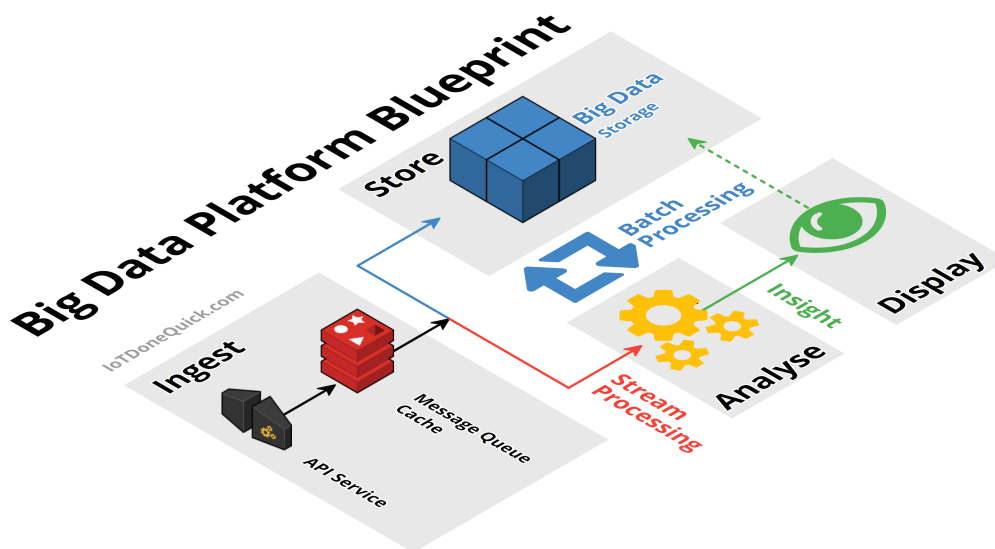 Big Data Platform Blueprint
IoTDoneQuick.com
Store
Big Data
Storage
Batch
Processing
Ingest
Message Queue
Cache
API Service
Stream
Processing
Analyse
Insight
Display